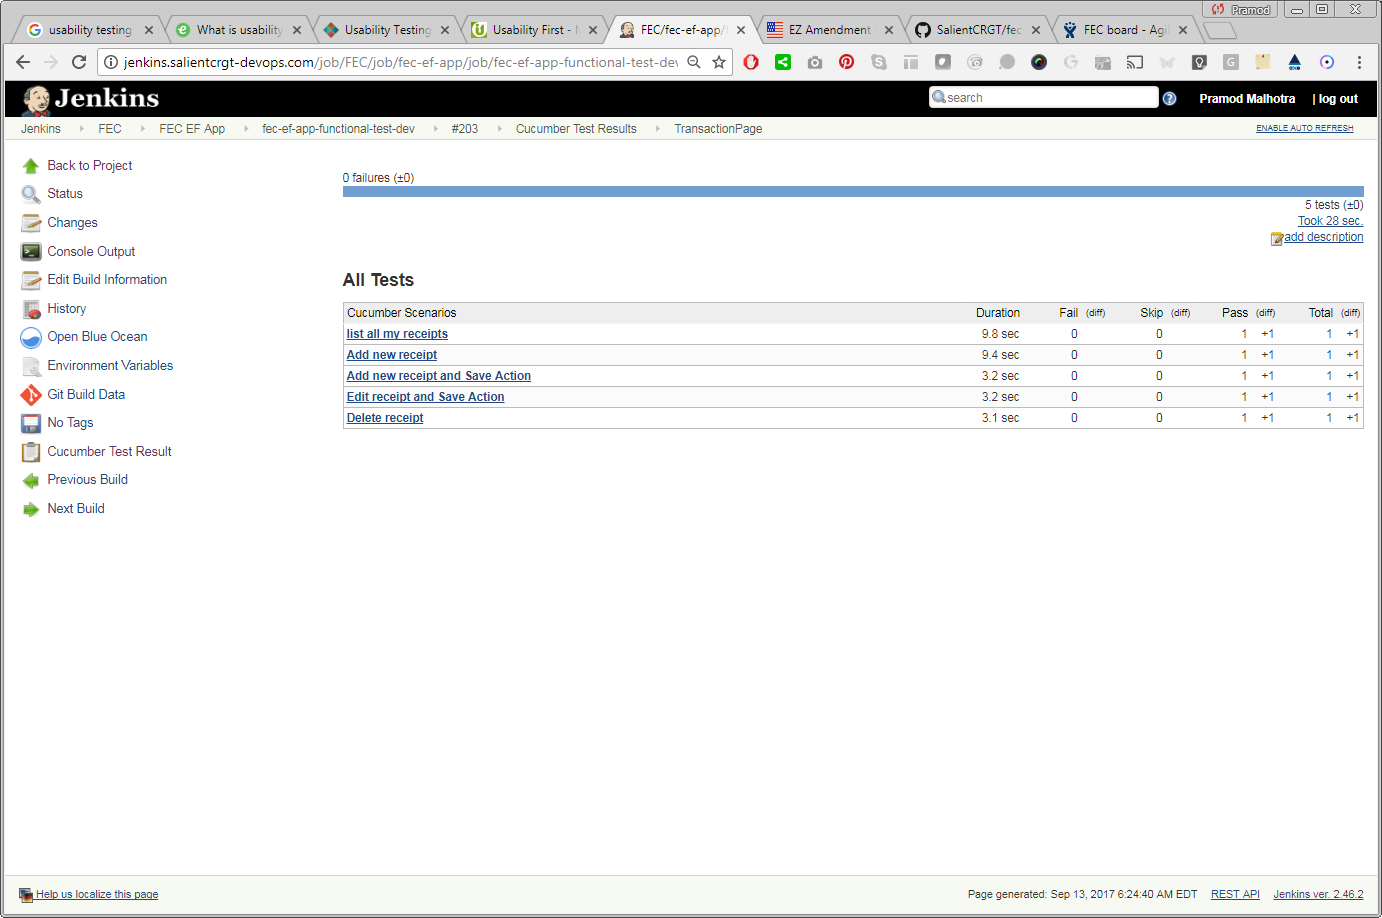 Pramod
usability testing
What is usability
Usability Testing
Usability First -
FEC/fec-ef-app/
EZ Amendment
SalientCRGT/fec
FEC board - Agil
jenkins.salientcrgt-devops.com/job/FEC/job/fec-ef-app/job/fec-ef-app-functional-test-dev
Jenkins
search
Pramod Malhotra
| log out
Jenkins FEC FEC EF App fec-ef-app-functional-test-dev #203 Cucumber Test Results TransactionPage
ENABLE AUTO REFRESH
Back to Project
Status
Changes
Console Output
Edit Build Information
History
Open Blue Ocean
Environment Variables
Git Build Data
No Tags
Cucumber Test Result
Previous Build
Next Build
0 failures (±0)
5 tests (±0)
Took 28 sec.
add description
All Tests
Cucumber Scenarios Duration Fail (diff) Skip (diff) Pass (diff) Total (diff)
list all my receipts 9.8 sec 0 0 1 +1 1 +1
Add new receipt 9.4 sec 0 0 1 +1 1 +1
Add new receipt and Save Action 3.2 sec 0 0 1 +1 1 +1
Edit receipt and Save Action 3.2 sec 0 0 1 +1 1 +1
Delete receipt 3.1 sec 0 0 1 +1 1 +1
Help us localize this page
Page generated: Sep 13, 2017 6:24:40 AM EDT REST API Jenkins ver. 2.46.2